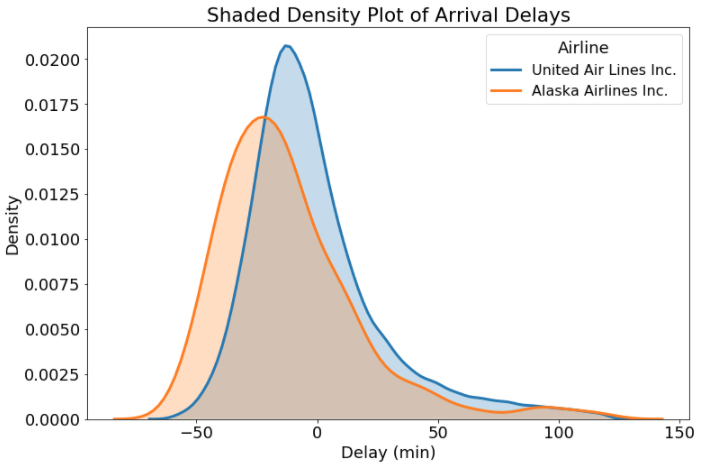 Shaded Density Plot of Arrival Delays
Airline
United Air Lines Inc.
Alaska Airlines Inc.
Density
0.0200
0.0175
0.0150
0.0125
0.0100
0.0075
0.0050
0.0025
0.0000
−50 0 50 100 150
Delay (min)